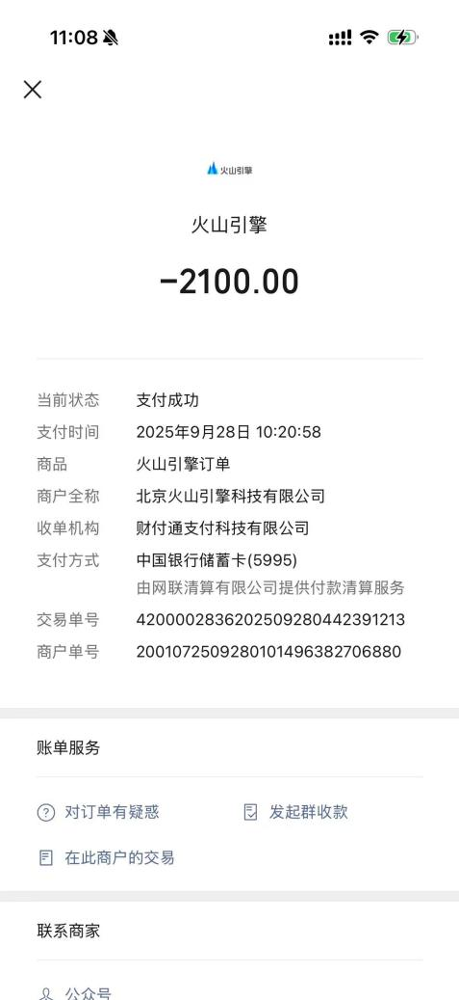 11:08
火山引擎
火山引擎
-2100.00
当前状态 支付成功
支付时间 2025年9月28日 10:20:58
商品 火山引擎订单
商户全称 北京火山引擎科技有限公司
收单机构 财付通支付科技有限公司
支付方式 中国银行储蓄卡(5995)
由网联清算有限公司提供付款清算服务
交易单号 4200002836202509280442391213
商户单号 20010725092801014963827068​80
账单服务
对订单有疑惑 发起群收款
在此商户的交易
联系商家
公众号